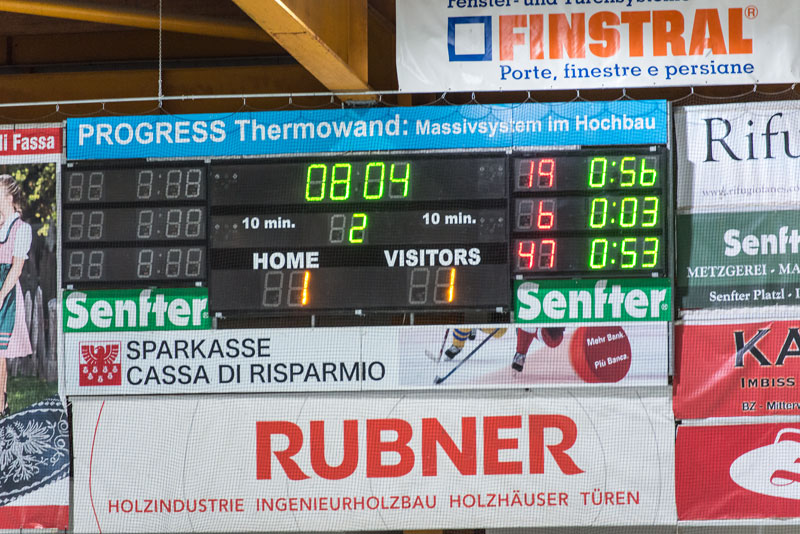 Fenster- und Türensysteme
FINSTRAL®
Porte, finestre e persiane
di Fassa
PROGRESS Thermowand: Massivsystem im Hochbau
08 04
19 0:56
10 min. 2 10 min.
6 0:03
HOME VISITORS
47 0:53
1 1
Senfter
Senfter®
SPARKASSE
CASSA DI RISPARMIO
Mehr Bank.
Più Banca.
RUBNER
HOLZINDUSTRIE INGENIEURHOLZBAU HOLZHÄUSER TÜREN
Rifu
www.rifugiolanes.
Senfter
METZGEREI · MA
Senfter Platzl - I
KA
IMBISS
BZ - Mitter